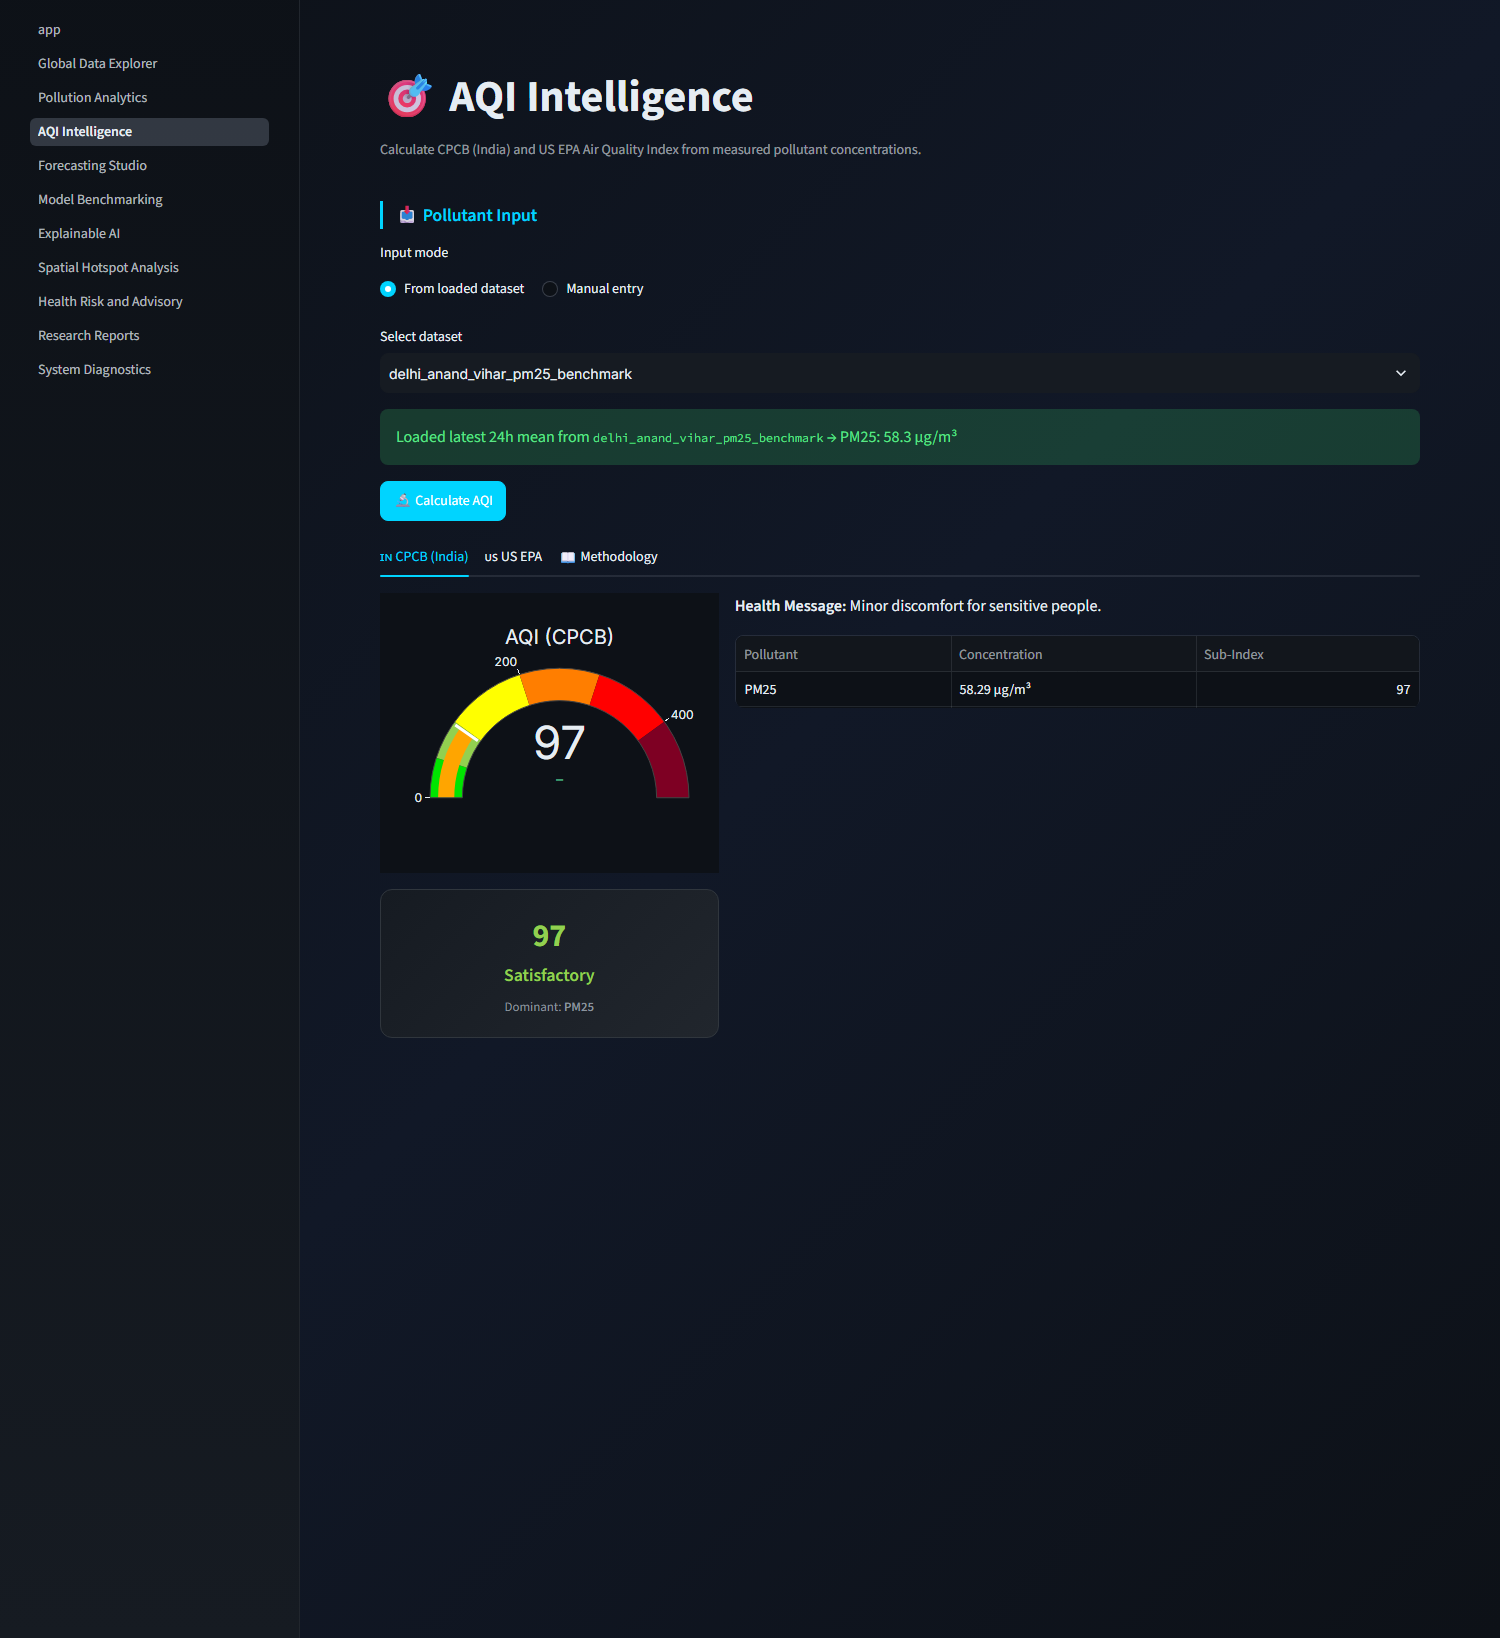 app
Global Data Explorer
Pollution Analytics
AQI Intelligence
Forecasting Studio
Model Benchmarking
Explainable AI
Spatial Hotspot Analysis
Health Risk and Advisory
Research Reports
System Diagnostics
AQI Intelligence
Calculate CPCB (India) and US EPA Air Quality Index from measured pollutant concentrations.
Pollutant Input
Input mode
From loaded dataset Manual entry
Select dataset
delhi_anand_vihar_pm25_benchmark
Loaded latest 24h mean from delhi_anand_vihar_pm25_benchmark → PM25: 58.3 µg/m³
Calculate AQI
IN CPCB (India) US US EPA Methodology
AQI (CPCB)
200
400
97
–
0
Health Message: Minor discomfort for sensitive people.
Pollutant Concentration Sub-Index
PM25 58.29 µg/m³ 97
97
Satisfactory
Dominant: PM25